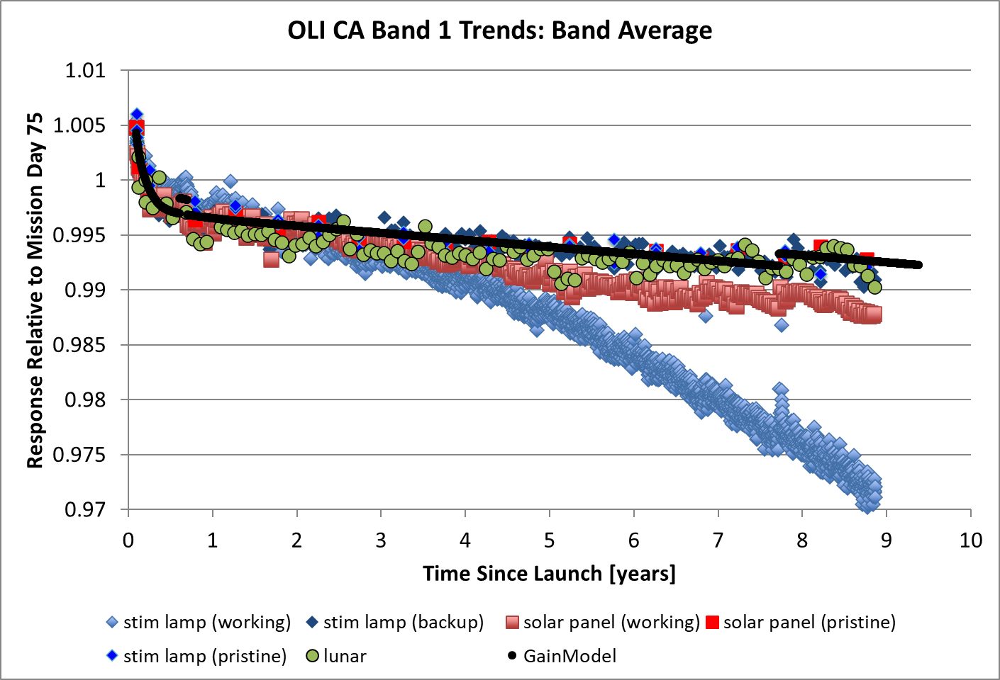 OLI CA Band 1 Trends: Band Average
Response Relative to Mission Day 75
1.01
1.005
1
0.995
0.99
0.985
0.98
0.975
0.97
0 1 2 3 4 5 6 7 8 9 10
Time Since Launch [years]
stim lamp (working) stim lamp (backup) solar panel (working) solar panel (pristine)
stim lamp (pristine) lunar GainModel